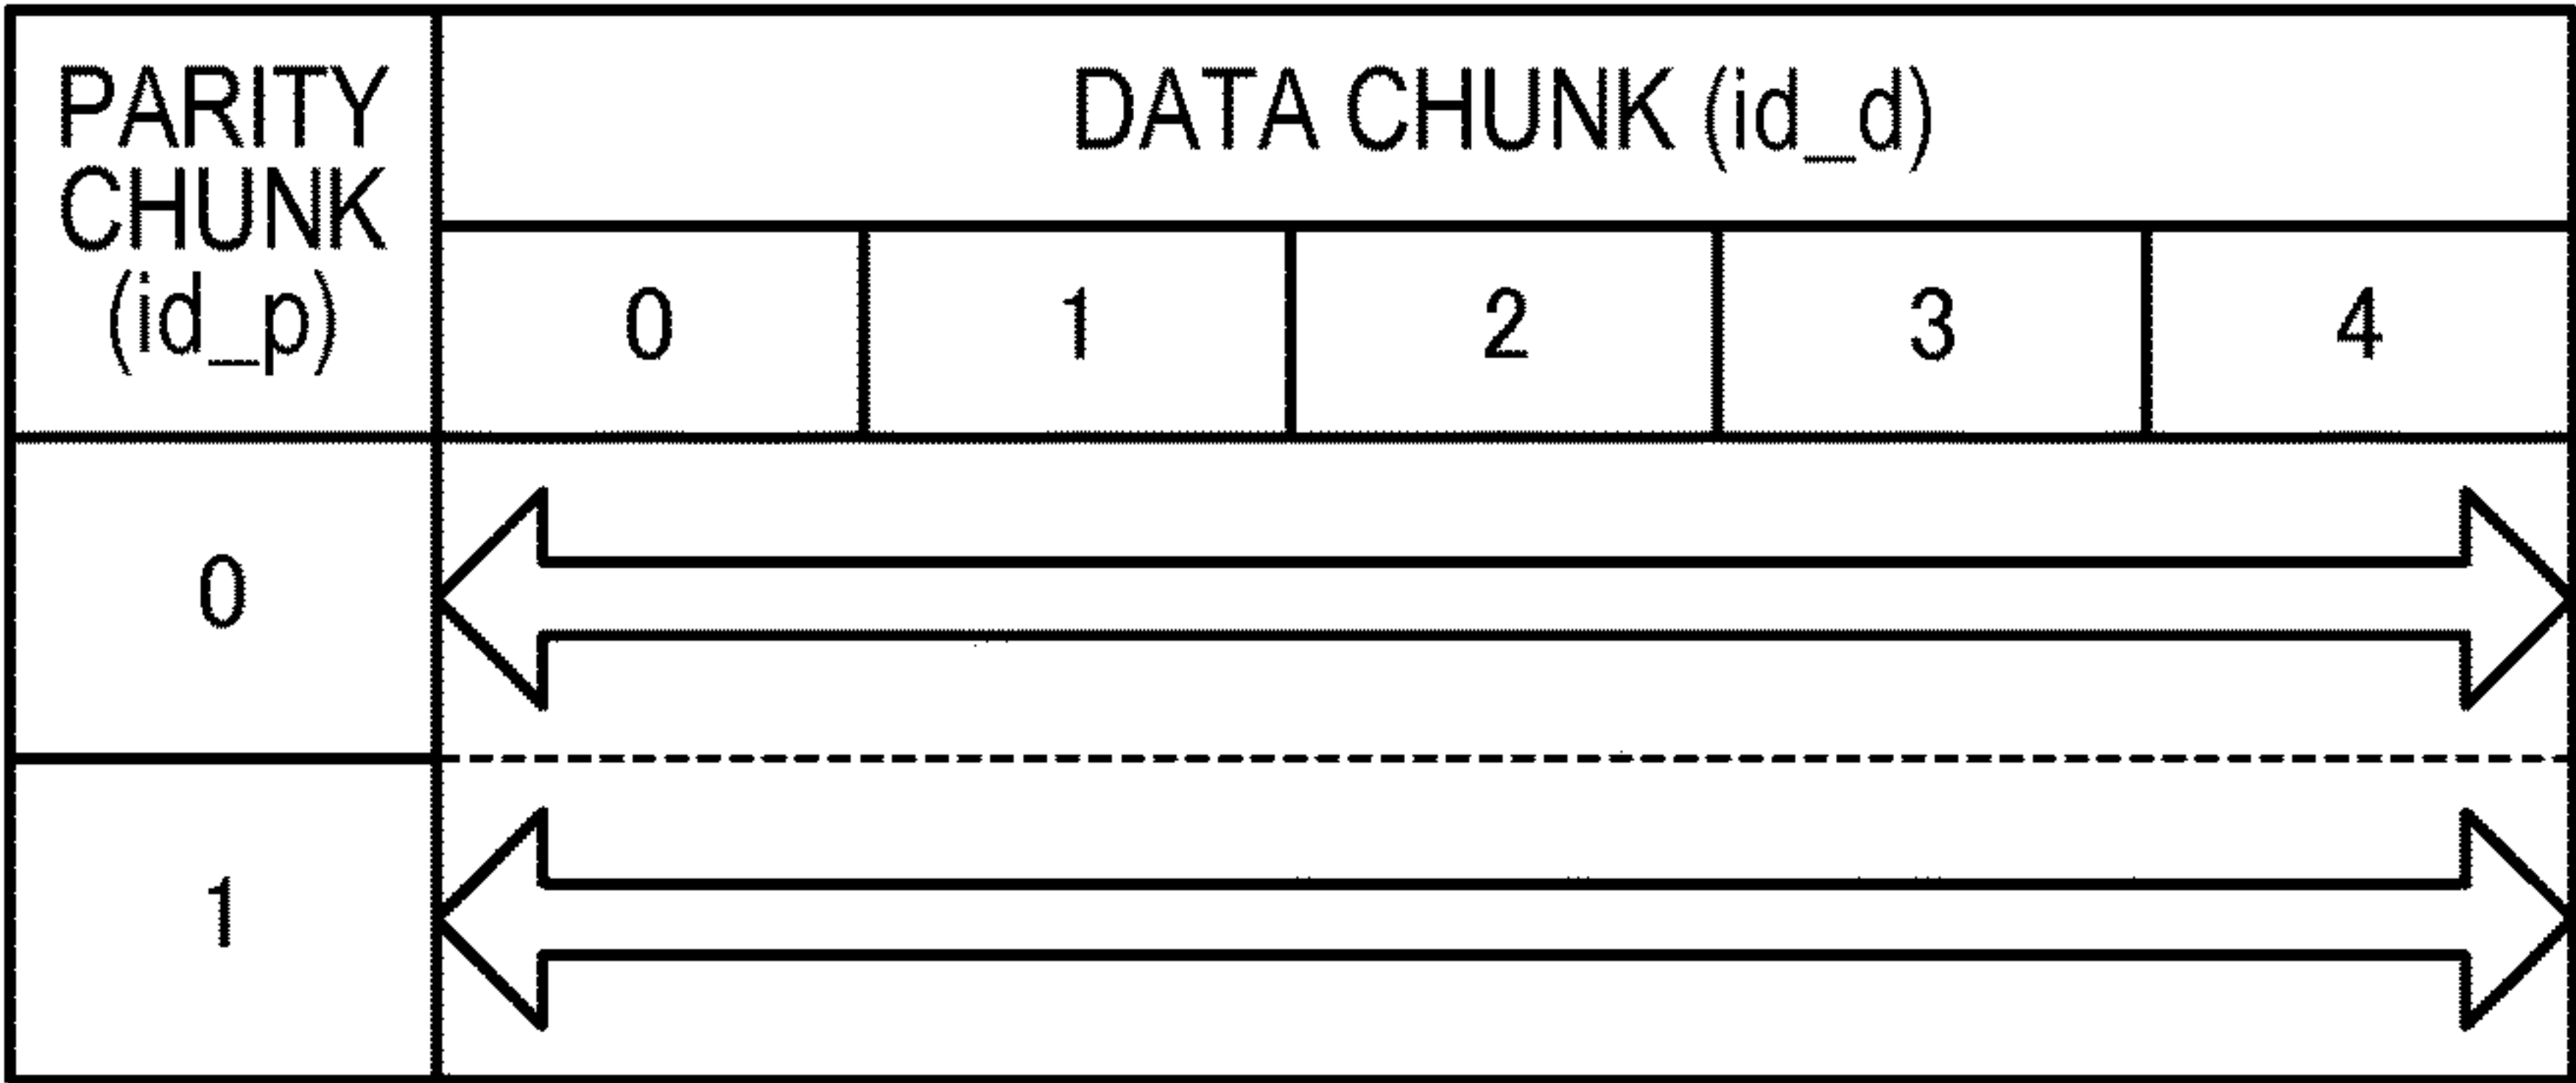 PARITY
CHUNK
(id_p)
DATA CHUNK (id_d)
0 1 2 3 4
0
1